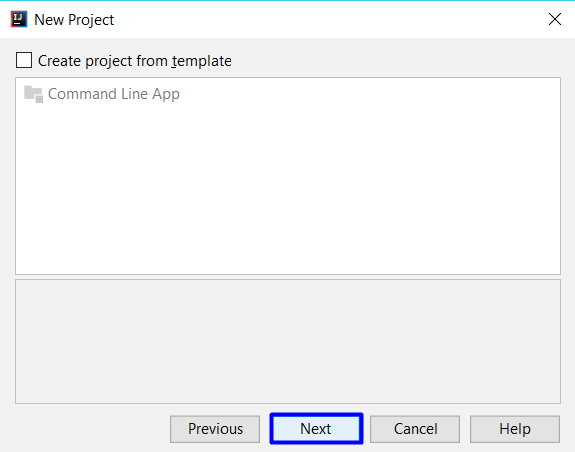 New Project
Create project from template
Command Line App
Previous Next Cancel Help